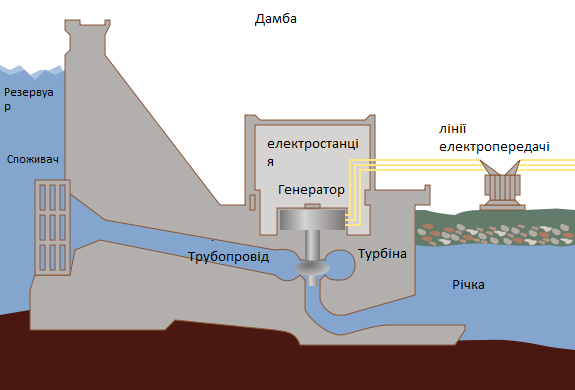 Дамба
Резервуа
р
Споживач
електростанці
я
Генератор
лінії
електропередачі
Трубопровід
Турбіна
Річка